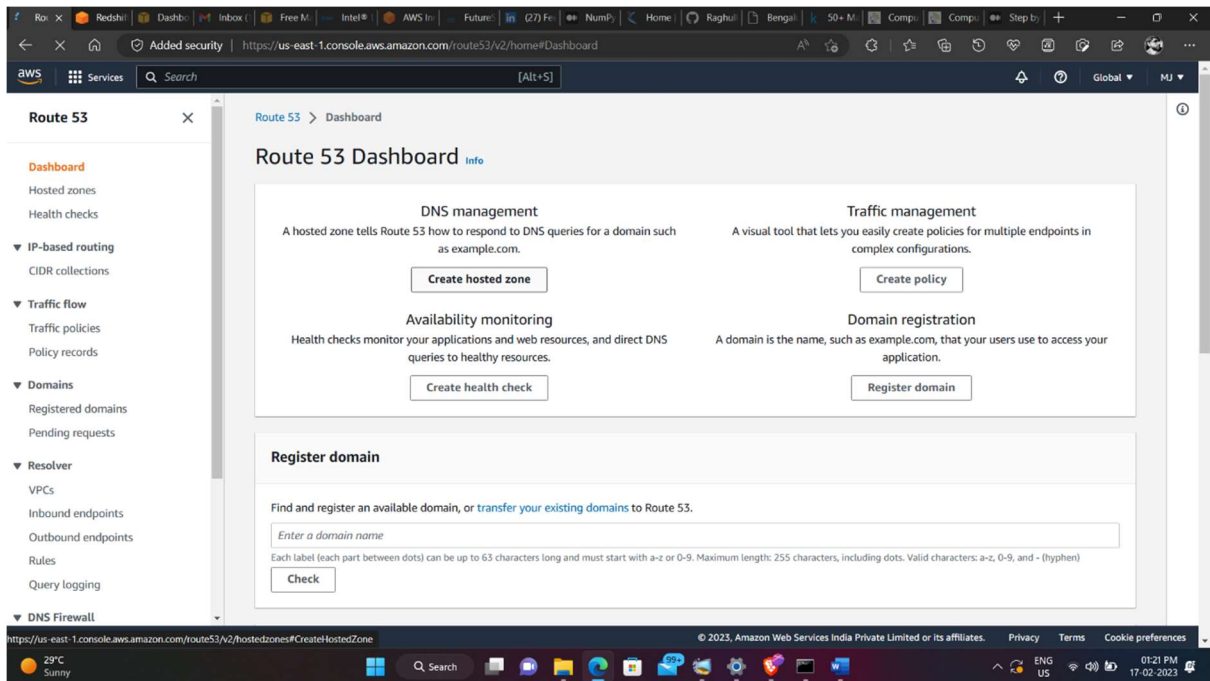 Rou
Redshif
Dashbo
Inbox (
Free M
Intel®
AWS In
Future
(27) Fe
NumPy
Home
Raghul
Bengal
50+ M
Compu
Compu
Step by
Added security
https://us-east-1.console.aws.amazon.com/route53/v2/home#Dashboard
aws
Services
Search
[Alt+S]
Global
MJ
Route 53
Route 53 > Dashboard
Route 53 Dashboard Info
Dashboard
Hosted zones
Health checks
IP-based routing
CIDR collections
Traffic flow
Traffic policies
Policy records
Domains
Registered domains
Pending requests
Resolver
VPCs
Inbound endpoints
Outbound endpoints
Rules
Query logging
DNS Firewall
DNS management
A hosted zone tells Route 53 how to respond to DNS queries for a domain such
as example.com.
Create hosted zone
Traffic management
A visual tool that lets you easily create policies for multiple endpoints in
complex configurations.
Create policy
Availability monitoring
Health checks monitor your applications and web resources, and direct DNS
queries to healthy resources.
Create health check
Domain registration
A domain is the name, such as example.com, that your users use to access your
application.
Register domain
Register domain
Find and register an available domain, or transfer your existing domains to Route 53.
Enter a domain name
Each label (each part between dots) can be up to 63 characters long and must start with a-z or 0-9. Maximum length: 255 characters, including dots. Valid characters: a-z, 0-9, and - (hyphen)
Check
https://us-east-1.console.aws.amazon.com/route53/v2/hostedzones#CreateHostedZone
© 2023, Amazon Web Services India Private Limited or its affiliates.
Privacy
Terms
Cookie preferences
29°C
Sunny
Search
99+
ENG
US
01:21 PM
17-02-2023